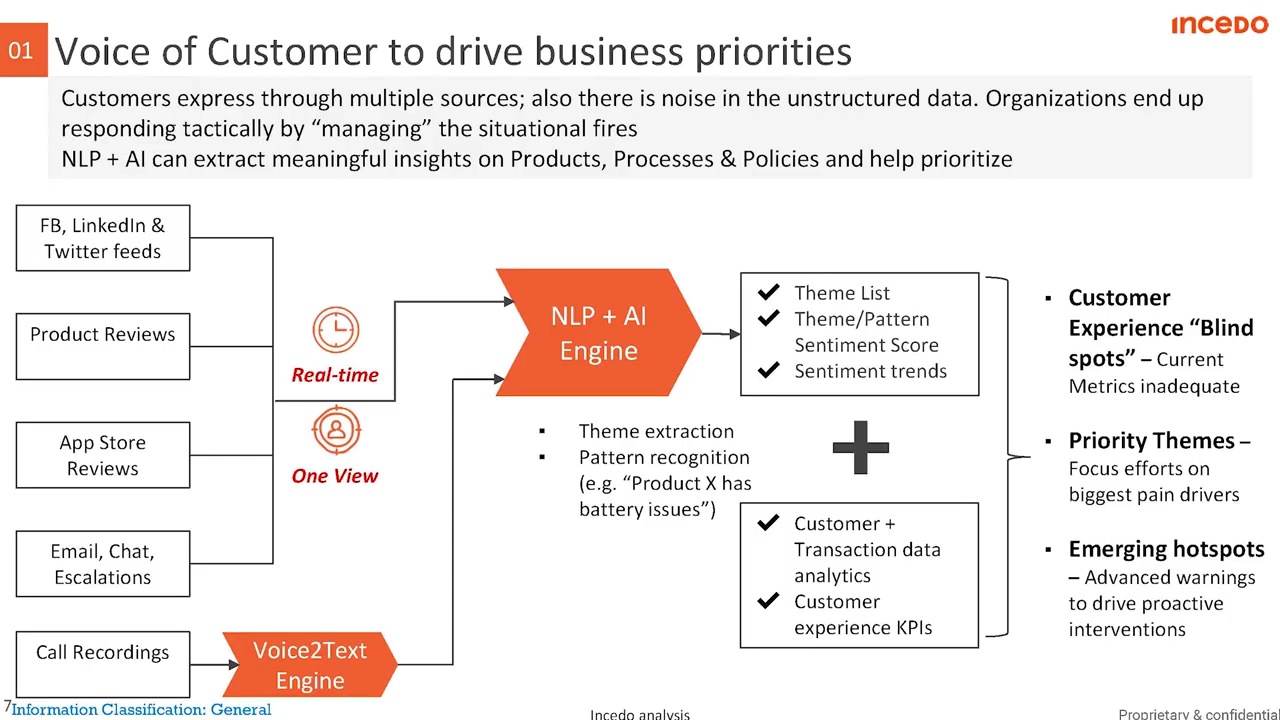 ıncedo
01
Voice of Customer to drive business priorities
Customers express through multiple sources; also there is noise in the unstructured data. Organizations end up
responding tactically by “managing” the situational fires
NLP + AI can extract meaningful insights on Products, Processes & Policies and help prioritize
FB, LinkedIn &
Twitter feeds
Product Reviews
App Store
Reviews
Email, Chat,
Escalations
Call Recordings
Voice2Text
Engine
Real-time
One View
NLP + AI
Engine
▪ Theme extraction
▪ Pattern recognition
(e.g. “Product X has
battery issues”)
✔ Theme List
✔ Theme/Pattern
Sentiment Score
✔ Sentiment trends
✔ Customer +
Transaction data
analytics
✔ Customer
experience KPIs
▪ Customer
Experience “Blind
spots” – Current
Metrics inadequate
▪ Priority Themes –
Focus efforts on
biggest pain drivers
▪ Emerging hotspots
– Advanced warnings
to drive proactive
interventions
7
Information Classification: General
Incedo analysis
Proprietary & confidential